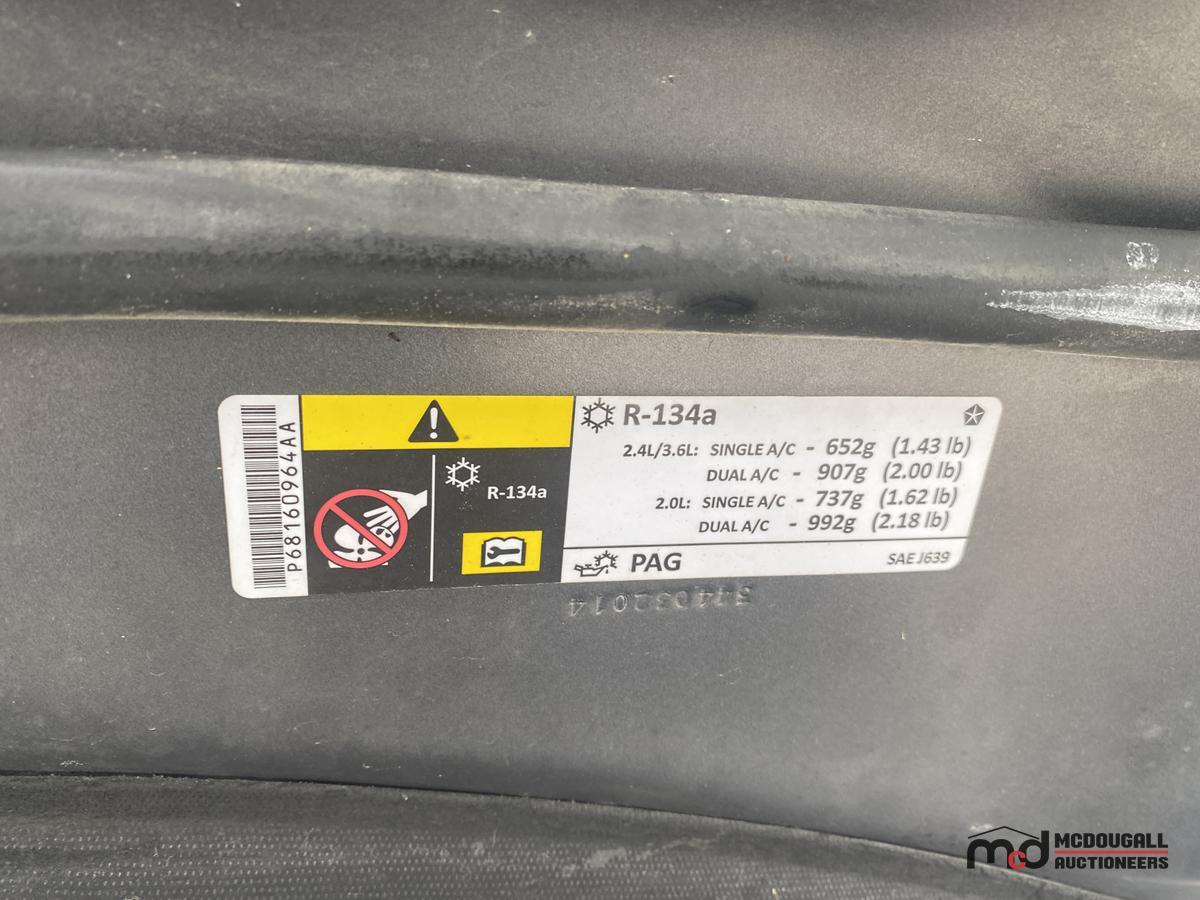 P68160964AA
R-134a
R-134a
2.4L/3.6L: SINGLE A/C - 652g (1.43 lb)
DUAL A/C - 907g (2.00 lb)
2.0L: SINGLE A/C - 737g (1.62 lb)
DUAL A/C - 992g (2.18 lb)
PAG
SAE J639
mcd MCDOUGALL
AUCTIONEERS